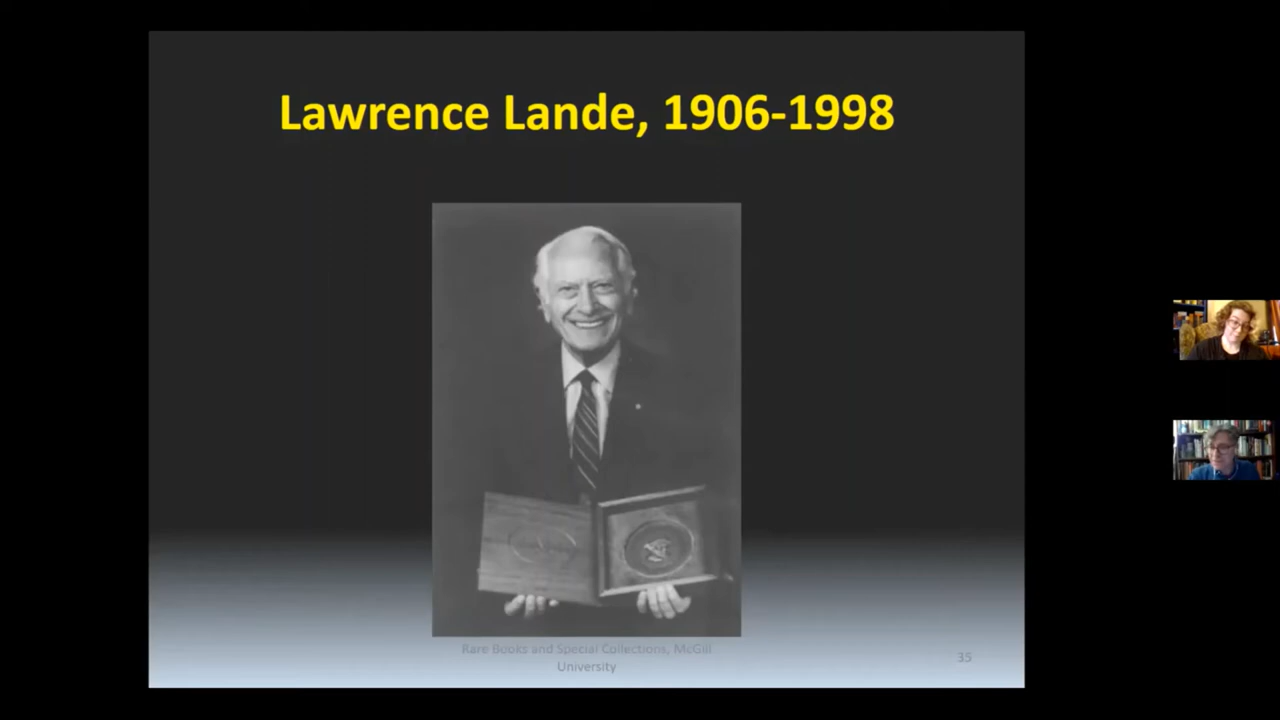 Lawrence Lande, 1906-1998
Rare Books and Special Collections, McGill
University
35